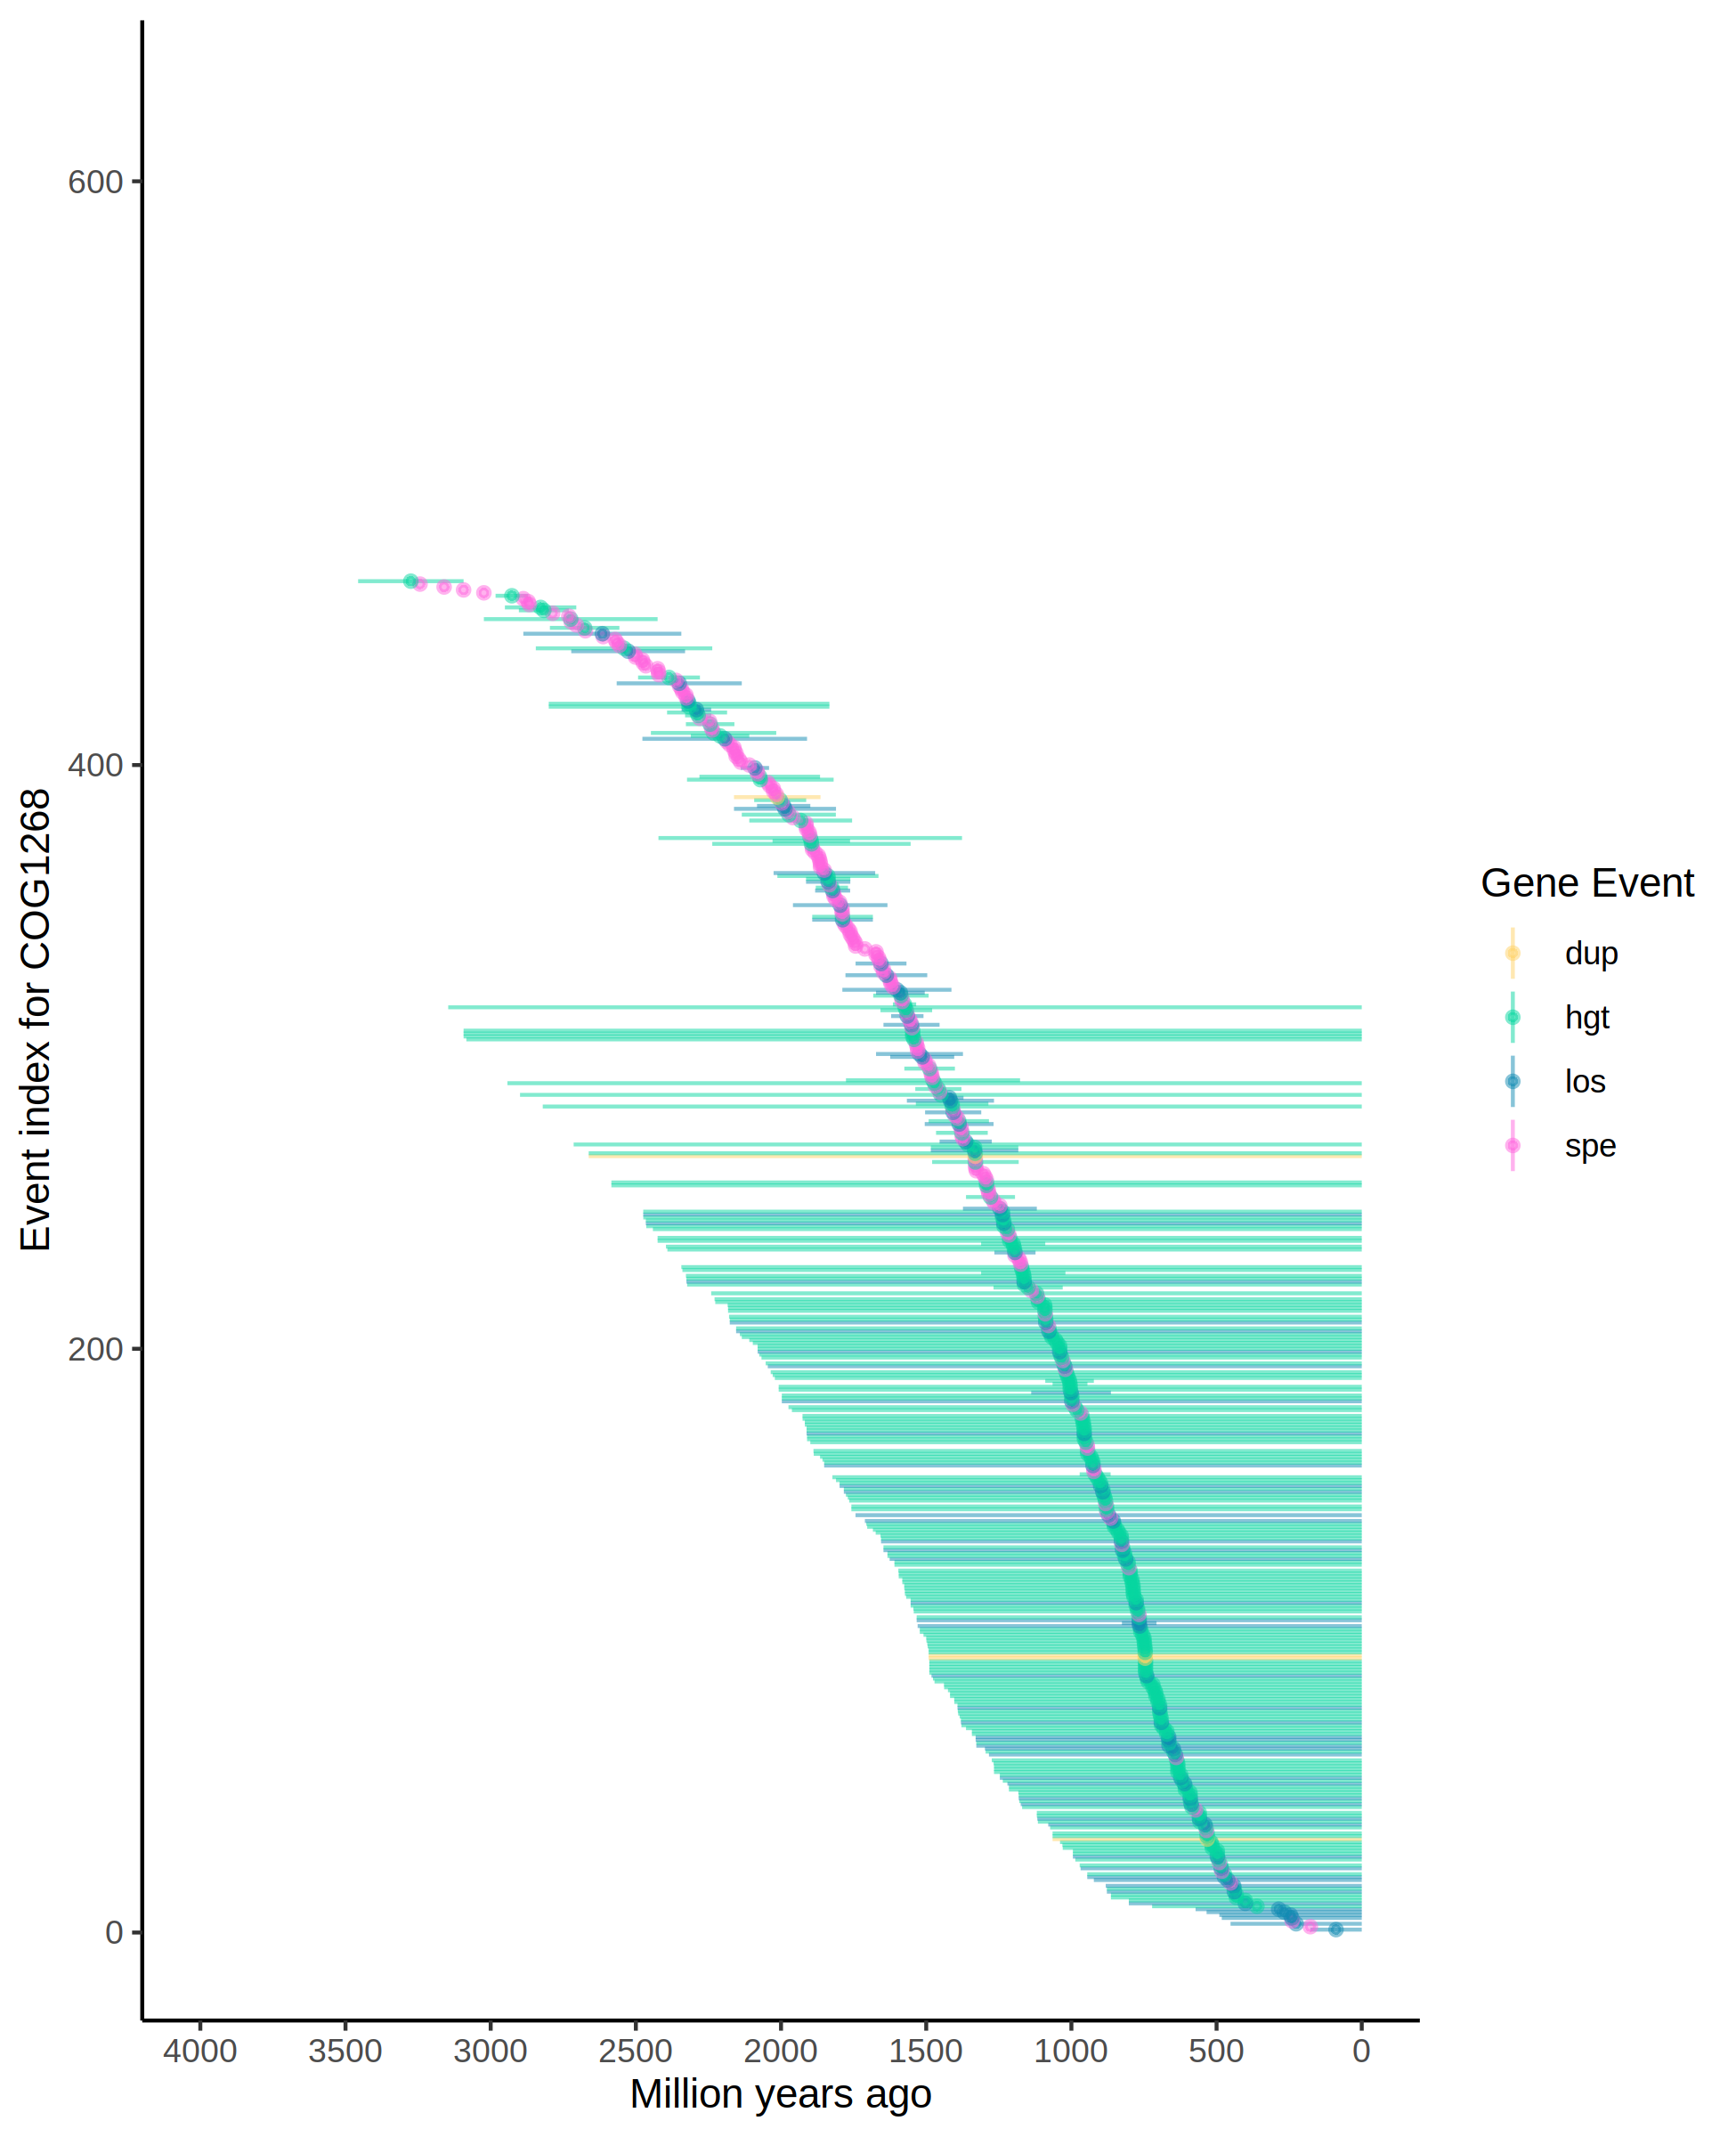 600
400
200
0
Event index for COG1268
4000 3500 3000 2500 2000 1500 1000 500 0
Million years ago
Gene Event
dup
hgt
los
spe